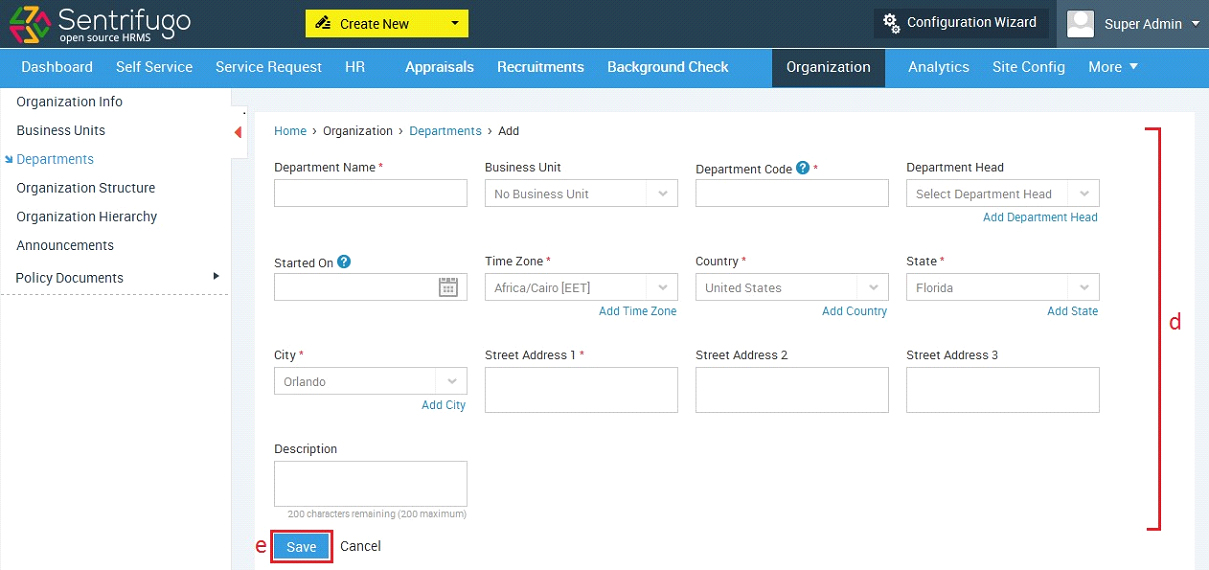 Sentrifugo
open source HRMS
Create New
Configuration Wizard
Super Admin
Dashboard Self Service Service Request HR Appraisals Recruitments Background Check Organization Analytics Site Config More
Organization Info
Business Units
Departments
Organization Structure
Organization Hierarchy
Announcements
Policy Documents
Home › Organization › Departments › Add
Department Name * Business Unit Department Code ? * Department Head
No Business Unit Select Department Head
Add Department Head
Started On ? Time Zone * Country * State *
Africa/Cairo [EET] United States Florida
Add Time Zone Add Country Add State
d
City * Street Address 1 * Street Address 2 Street Address 3
Orlando
Add City
Description
200 characters remaining (200 maximum)
e Save Cancel